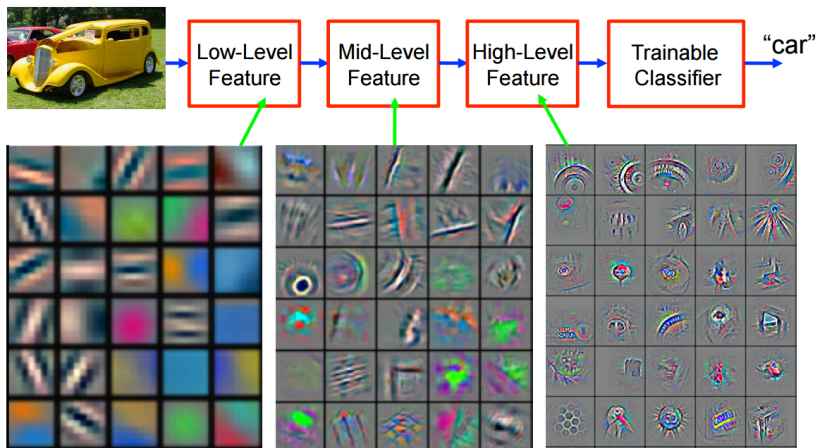 Low-Level
Feature
Mid-Level
Feature
High-Level
Feature
Trainable
Classifier
“car”